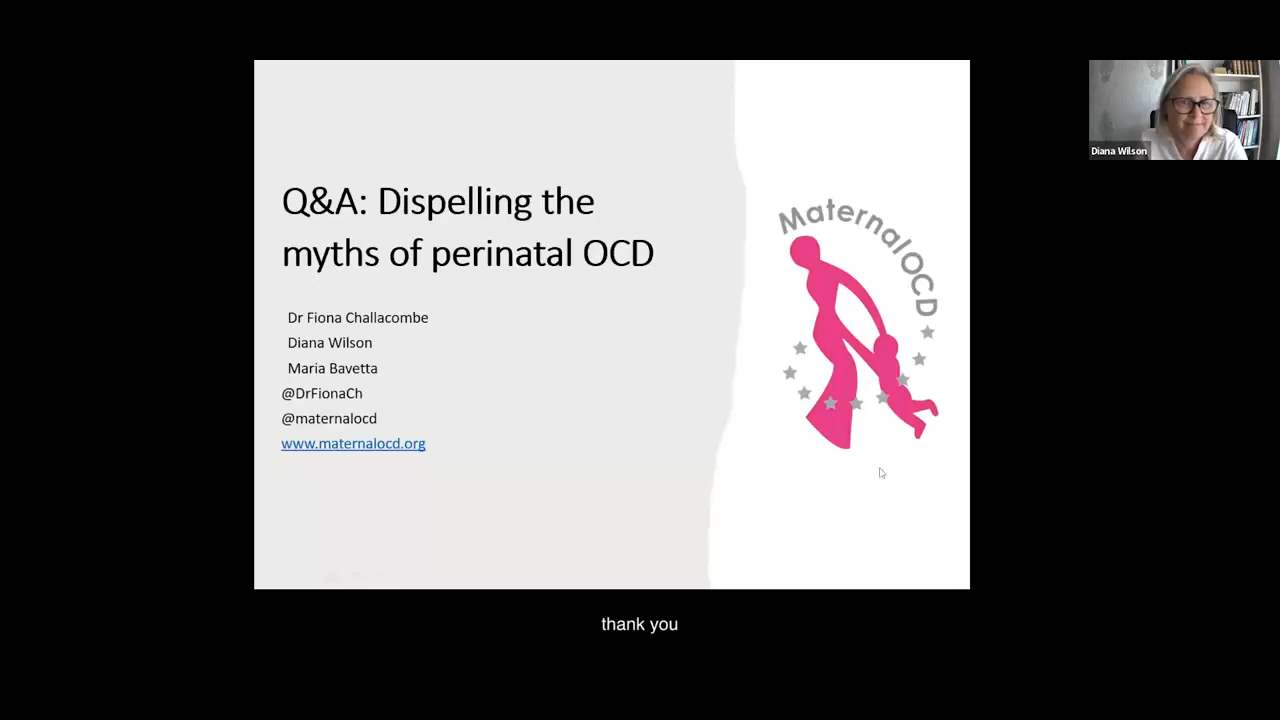 Q&A: Dispelling the
myths of perinatal OCD
Dr Fiona Challacombe
Diana Wilson
Maria Bavetta
@DrFionaCh
@maternalocd
www.maternalocd.org
MaternalOCD
Diana Wilson
thank you